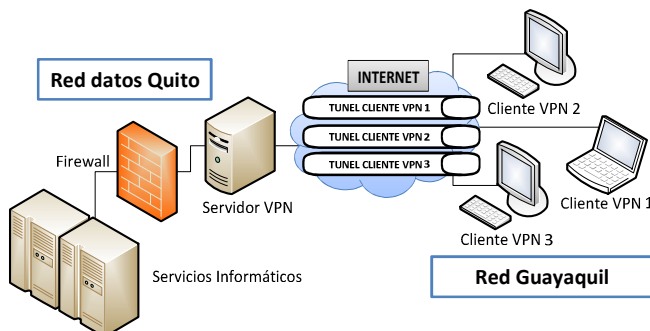 Red datos Quito
INTERNET
TUNEL CLIENTE VPN 1
TUNEL CLIENTE VPN 2
TUNEL CLIENTE VPN 3
Cliente VPN 2
Firewall
Servidor VPN
Cliente VPN 1
Cliente VPN 3
Servicios Informáticos
Red Guayaquil